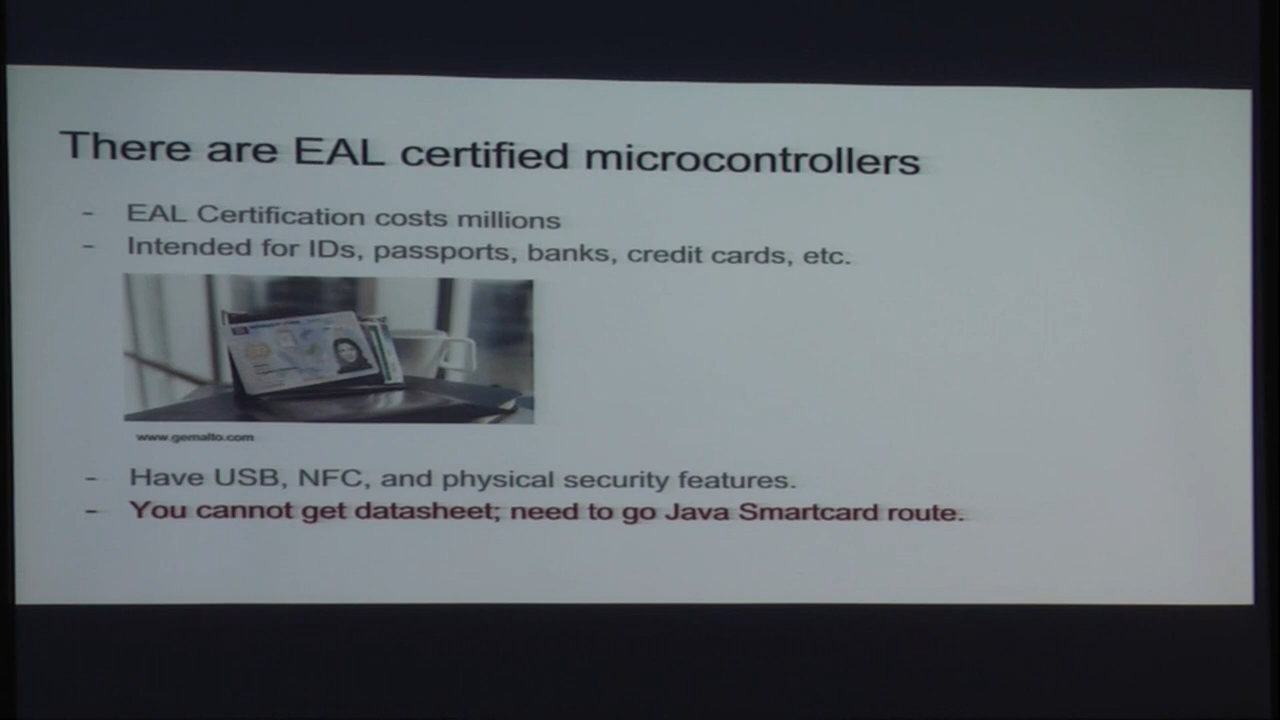 There are EAL certified microcontrollers
- EAL Certification costs millions
- Intended for IDs, passports, banks, credit cards, etc.
www.gemalto.com
- Have USB, NFC, and physical security features.
- You cannot get datasheet; need to go Java Smartcard route.